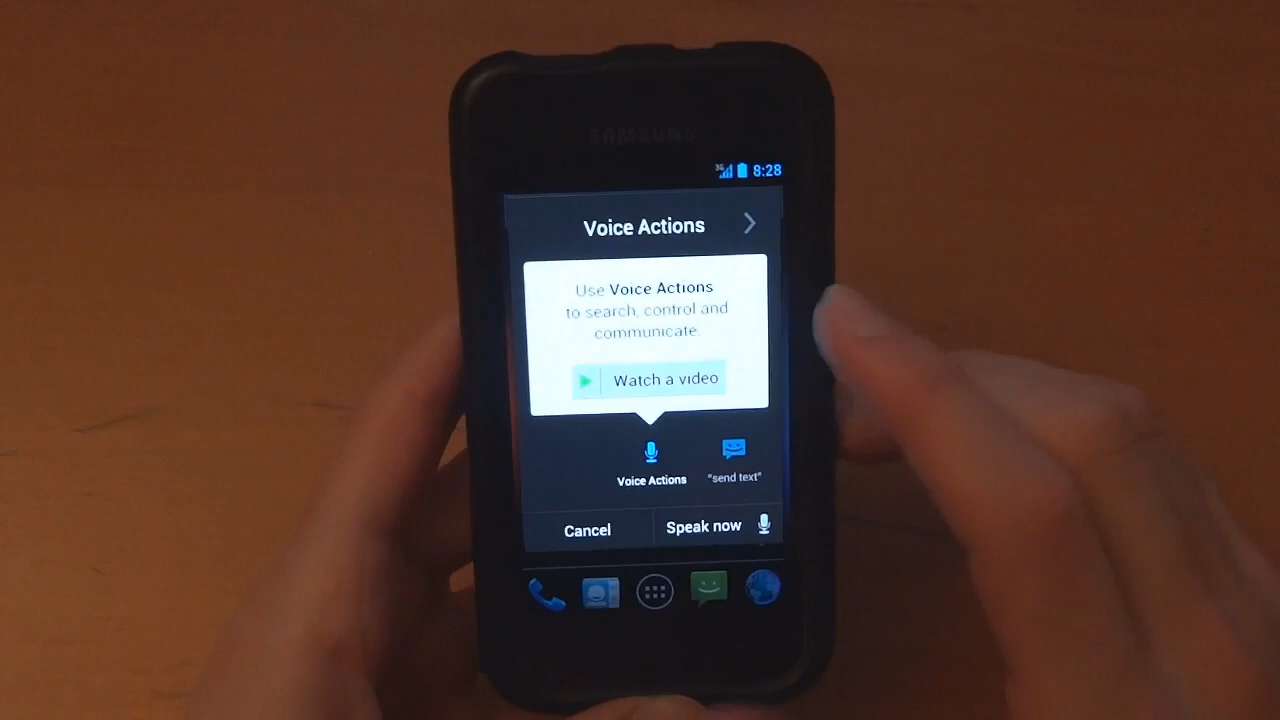 SAMSUNG
3G 8:28
Voice Actions
Use Voice Actions
to search, control and
communicate.
Watch a video
Voice Actions
"send text"
Cancel
Speak now